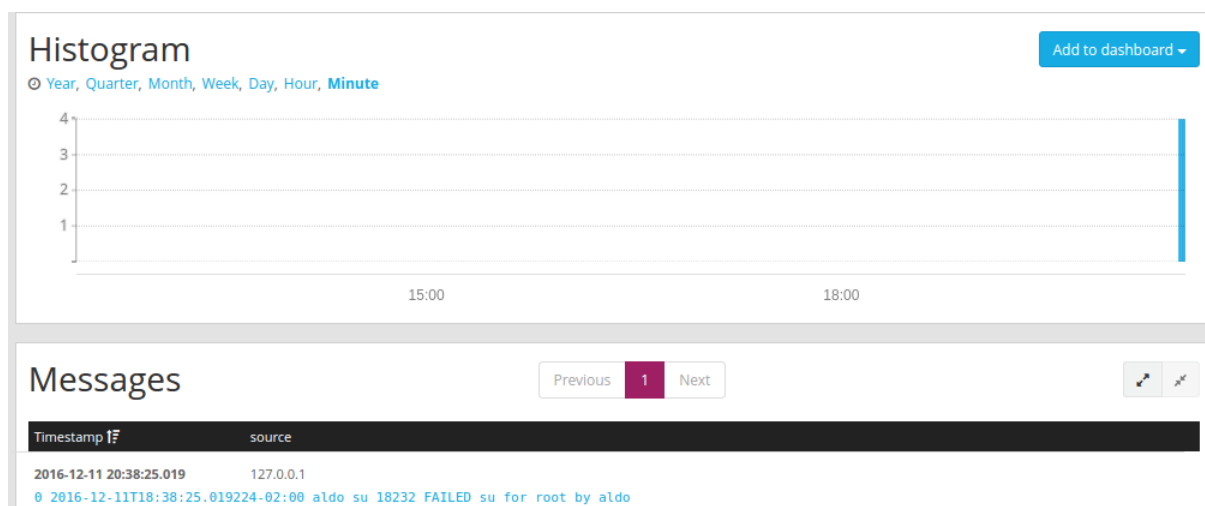 Histogram
Add to dashboard
Year, Quarter, Month, Week, Day, Hour, Minute
4
3
2
1
15:00 18:00
Messages
Previous 1 Next
Timestamp source
2016-12-11 20:38:25.019 127.0.0.1
0 2016-12-11T18:38:25.019224-02:00 aldo su 18232 FAILED su for root by aldo